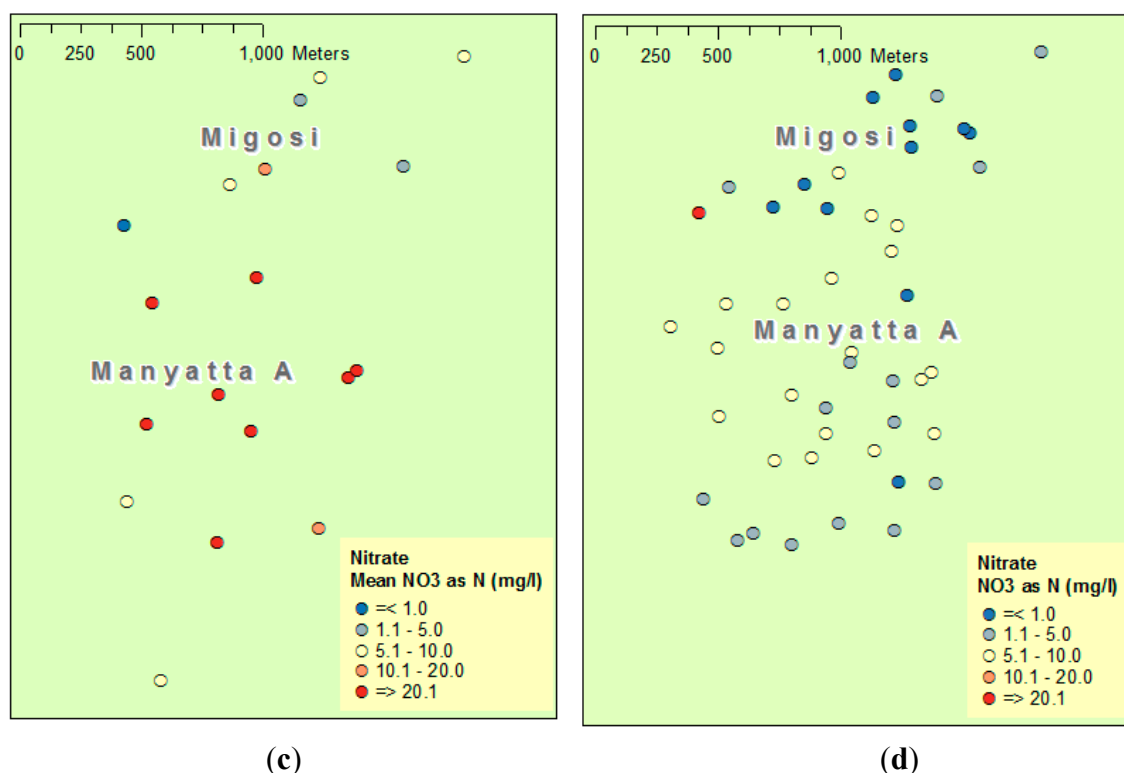 0 250 500 1,000 Meters
Migosi
Manyatta A
Nitrate
Mean NO3 as N (mg/l)
=< 1.0
1.1 - 5.0
5.1 - 10.0
10.1 - 20.0
=> 20.1
(c)
0 250 500 1,000 Meters
Migosi
Manyatta A
Nitrate
NO3 as N (mg/l)
=< 1.0
1.1 - 5.0
5.1 - 10.0
10.1 - 20.0
=> 20.1
(d)